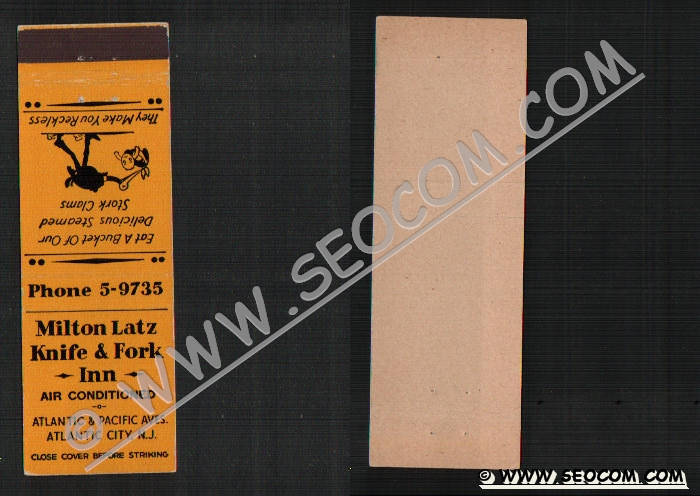 They Make You Reckless
Eat A Bucket Of Our
Delicious Steamed
Stork Clams
Phone 5-9735
Milton Latz
Knife & Fork
Inn
AIR CONDITIONED
ATLANTIC & PACIFIC AVES.
ATLANTIC CITY, N.J.
CLOSE COVER BEFORE STRIKING
© WWW.SEOCOM.COM
© WWW.SEOCOM.COM